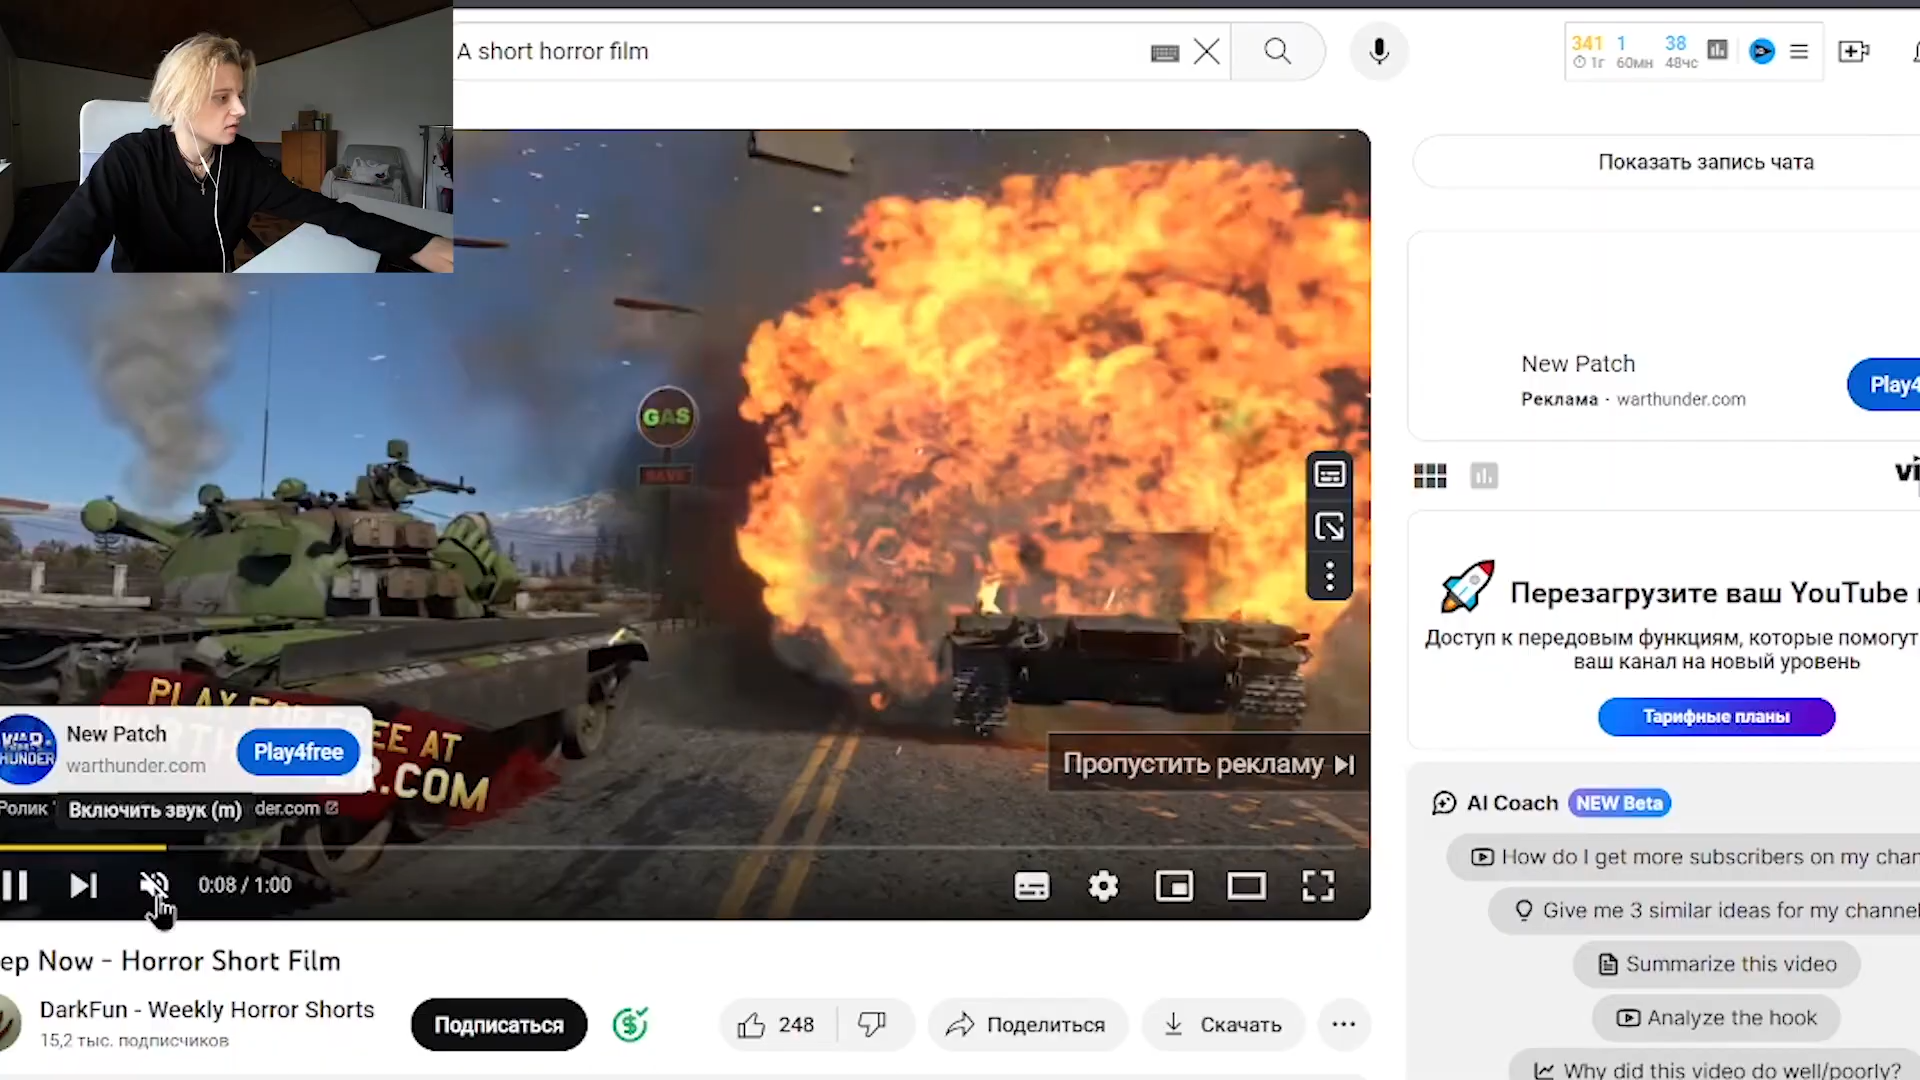 A short horror film
341 1 38
1г 60мн 48чс
Показать запись чата
GAS
New Patch
Play4
Реклама · warthunder.com
vi
Перезагрузите ваш YouTube
Доступ к передовым функциям, которые помогут
ваш канал на новый уровень
Тарифные планы
PLAY FOR FREE AT
ER.COM
WAR
THUNDER
New Patch
warthunder.com
Play4free
Пропустить рекламу
Ролик
Включить звук (m)
der.com
0:08 / 1:00
AI Coach NEW Beta
How do I get more subscribers on my chan
Give me 3 similar ideas for my channel
Summarize this video
Analyze the hook
Why did this video do well/poorly?
ep Now - Horror Short Film
DarkFun - Weekly Horror Shorts
15,2 тыс. подписчиков
Подписаться
248
Поделиться
Скачать